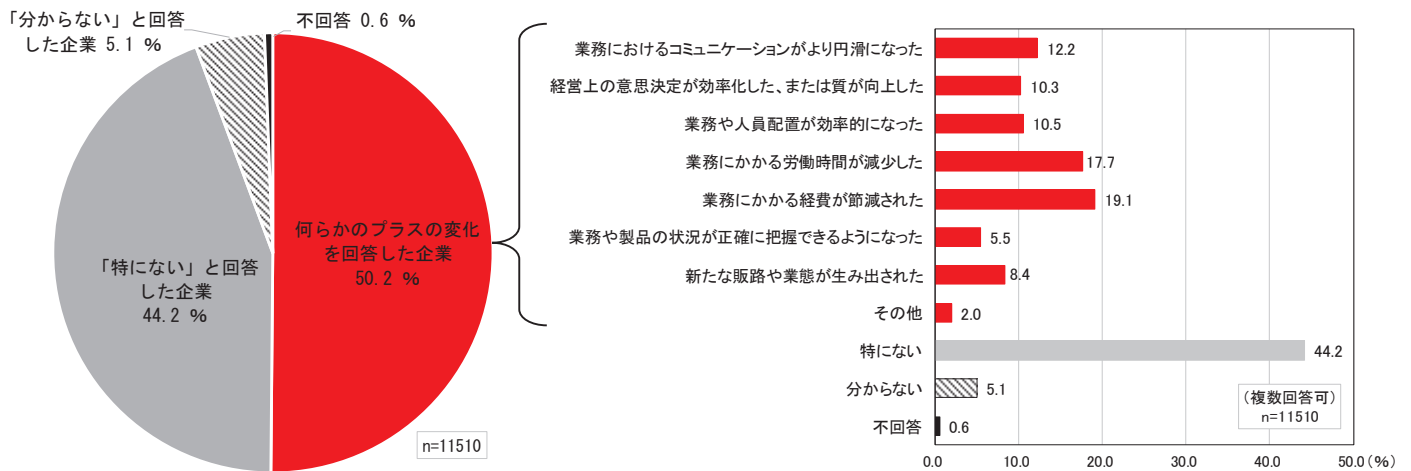 「分からない」と回答
した企業 5.1 %
不回答 0.6 %
何らかのプラスの変化
を回答した企業
50.2 %
「特にない」と回答
した企業
44.2 %
n=11510
業務におけるコミュニケーションがより円滑になった 12.2
経営上の意思決定が効率化した、または質が向上した 10.3
業務や人員配置が効率的になった 10.5
業務にかかる労働時間が減少した 17.7
業務にかかる経費が節減された 19.1
業務や製品の状況が正確に把握できるようになった 5.5
新たな販路や業態が生み出された 8.4
その他 2.0
特にない 44.2
分からない 5.1
不回答 0.6
(複数回答可)
n=11510
0.0 10.0 20.0 30.0 40.0 50.0(%)